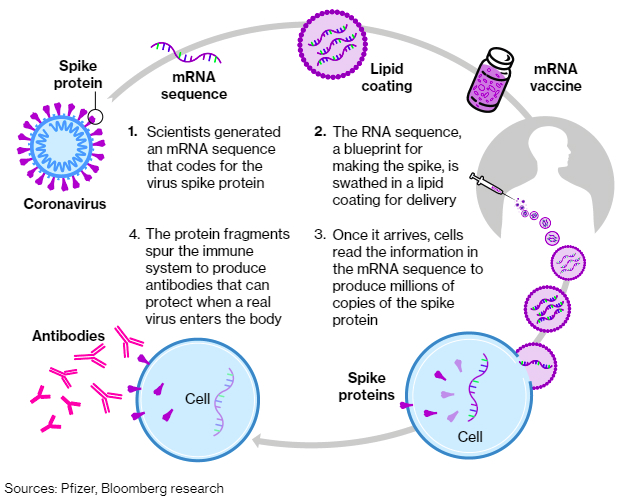 Spike
protein
mRNA
sequence
Lipid
coating
mRNA
vaccine
Coronavirus
1. Scientists generated
an mRNA sequence
that codes for the
virus spike protein
2. The RNA sequence,
a blueprint for
making the spike, is
swathed in a lipid
coating for delivery
3. Once it arrives, cells
read the information in
the mRNA sequence to
produce millions of
copies of the spike
protein
4. The protein fragments
spur the immune
system to produce
antibodies that can
protect when a real
virus enters the body
Spike
proteins
Cell
Antibodies
Cell
Sources: Pfizer, Bloomberg research